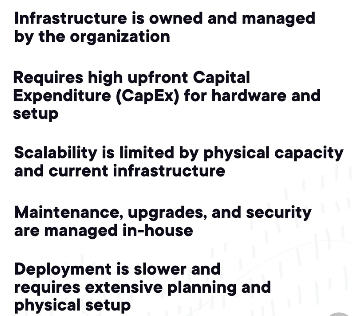 Infrastructure is owned and managed
by the organization
Requires high upfront Capital
Expenditure (CapEx) for hardware and
setup
Scalability is limited by physical capacity
and current infrastructure
Maintenance, upgrades, and security
are managed in-house
Deployment is slower and
requires extensive planning and
physical setup